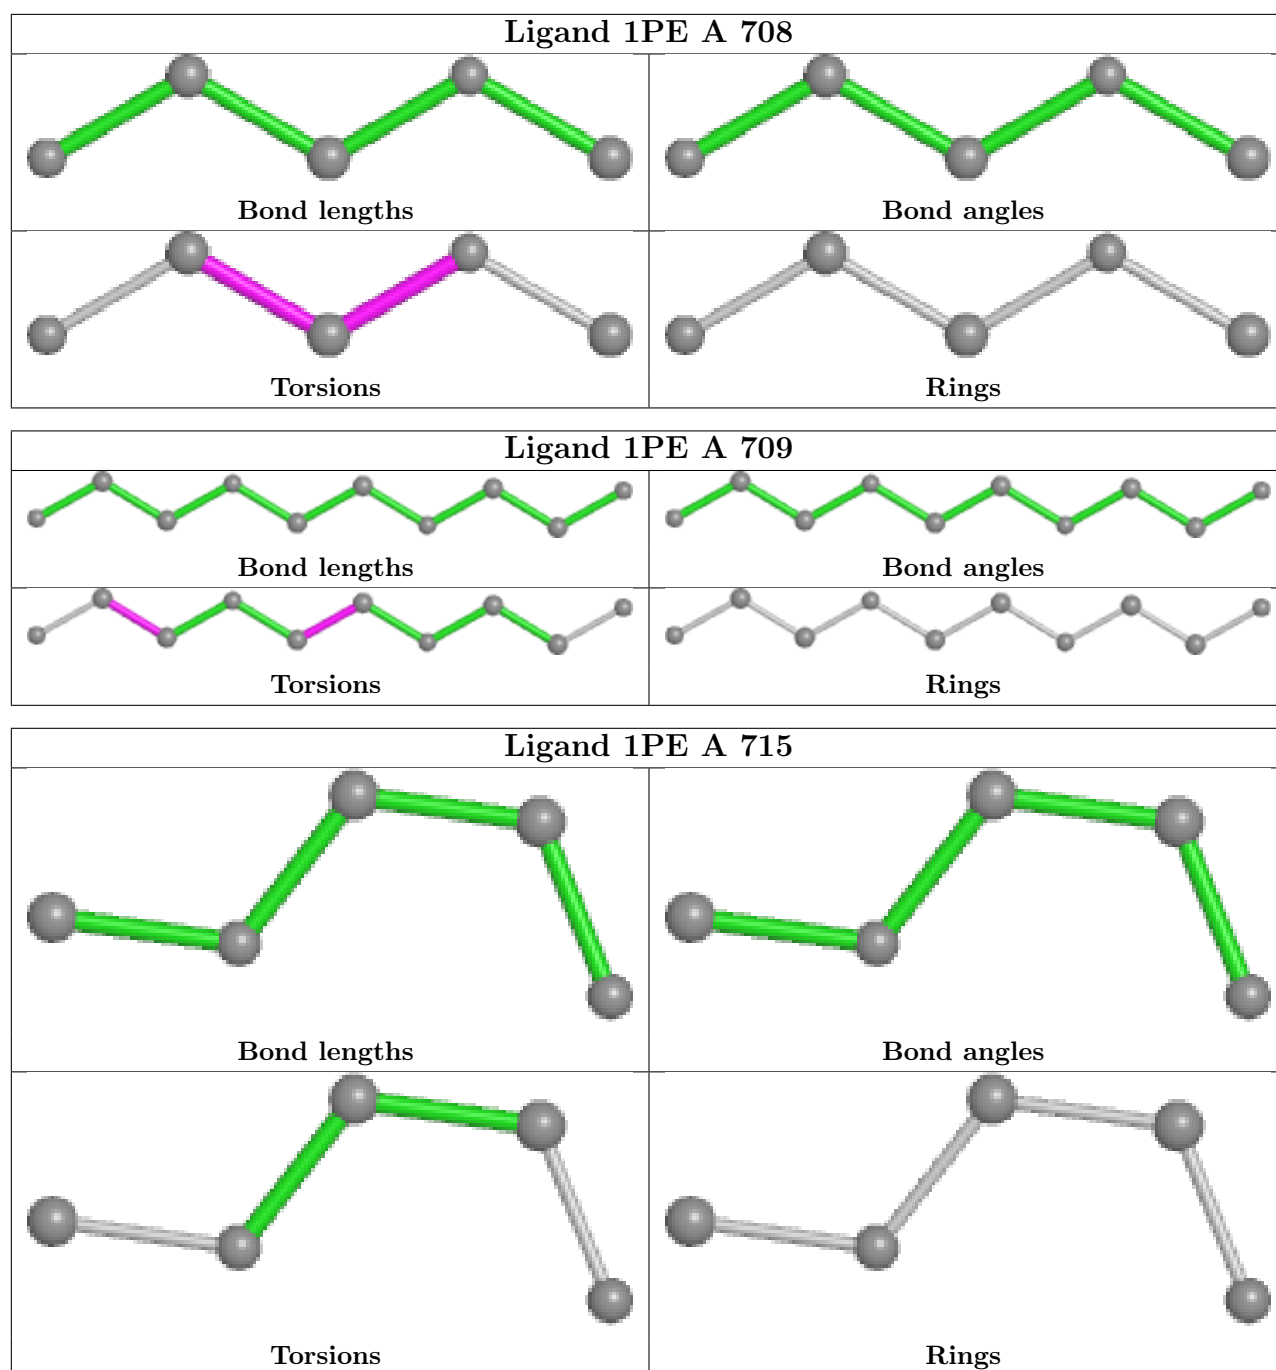 Ligand 1PE A 708
Bond lengths
Bond angles
Torsions
Rings
Ligand 1PE A 709
Bond lengths
Bond angles
Torsions
Rings
Ligand 1PE A 715
Bond lengths
Bond angles
Torsions
Rings